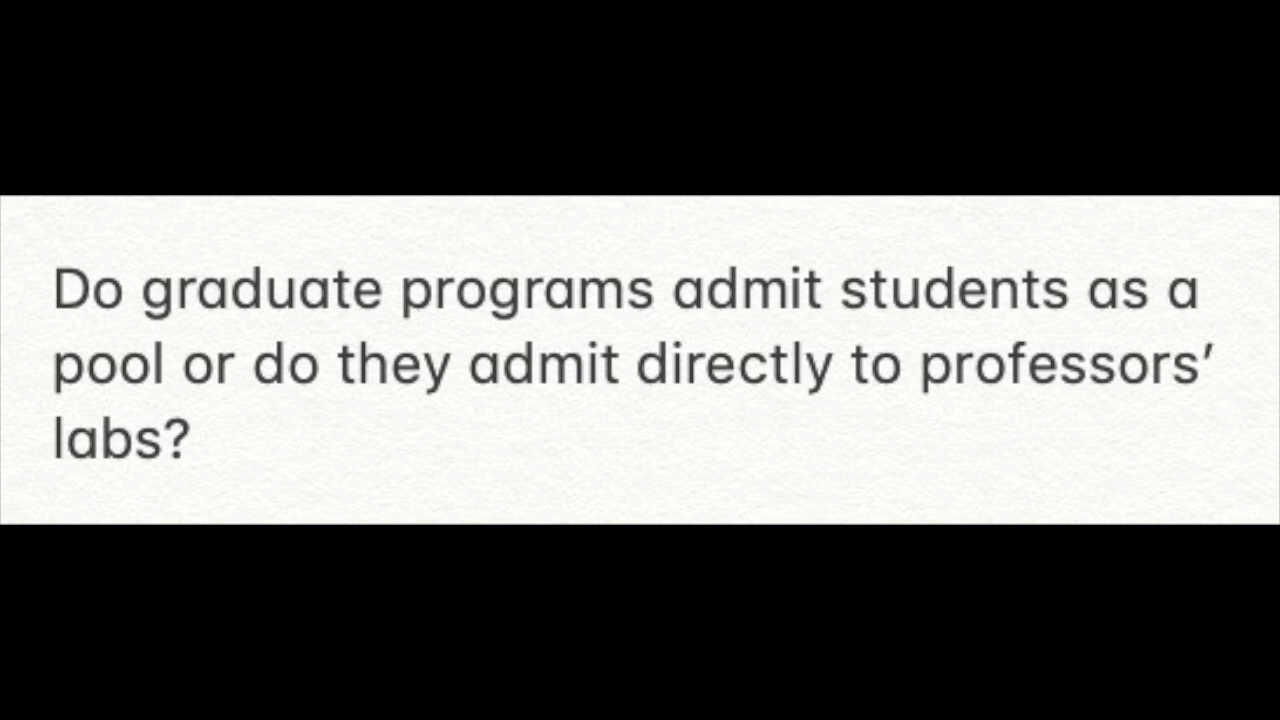 Do graduate programs admit students as a
pool or do they admit directly to professors’
labs?